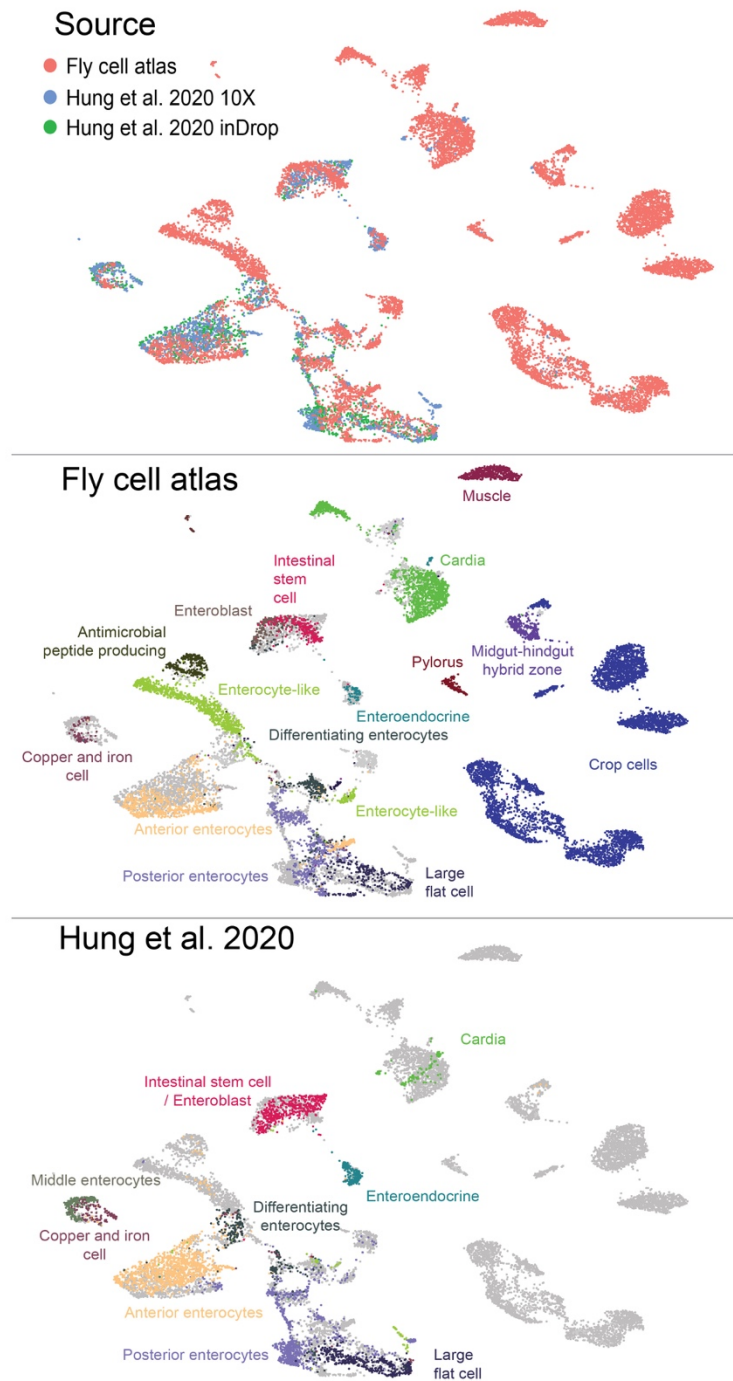 Source
Fly cell atlas
Hung et al. 2020 10X
Hung et al. 2020 inDrop
Fly cell atlas
Muscle
Cardia
Intestinal
stem
cell
Enteroblast
Antimicrobial
peptide producing
Midgut-hindgut
hybrid zone
Pylorus
Enterocyte-like
Enteroendocrine
Differentiating enterocytes
Copper and iron
cell
Crop cells
Enterocyte-like
Anterior enterocytes
Posterior enterocytes
Large
flat cell
Hung et al. 2020
Cardia
Intestinal stem cell
/ Enteroblast
Middle enterocytes
Enteroendocrine
Differentiating
enterocytes
Copper and iron
cell
Anterior enterocytes
Posterior enterocytes
Large
flat cell